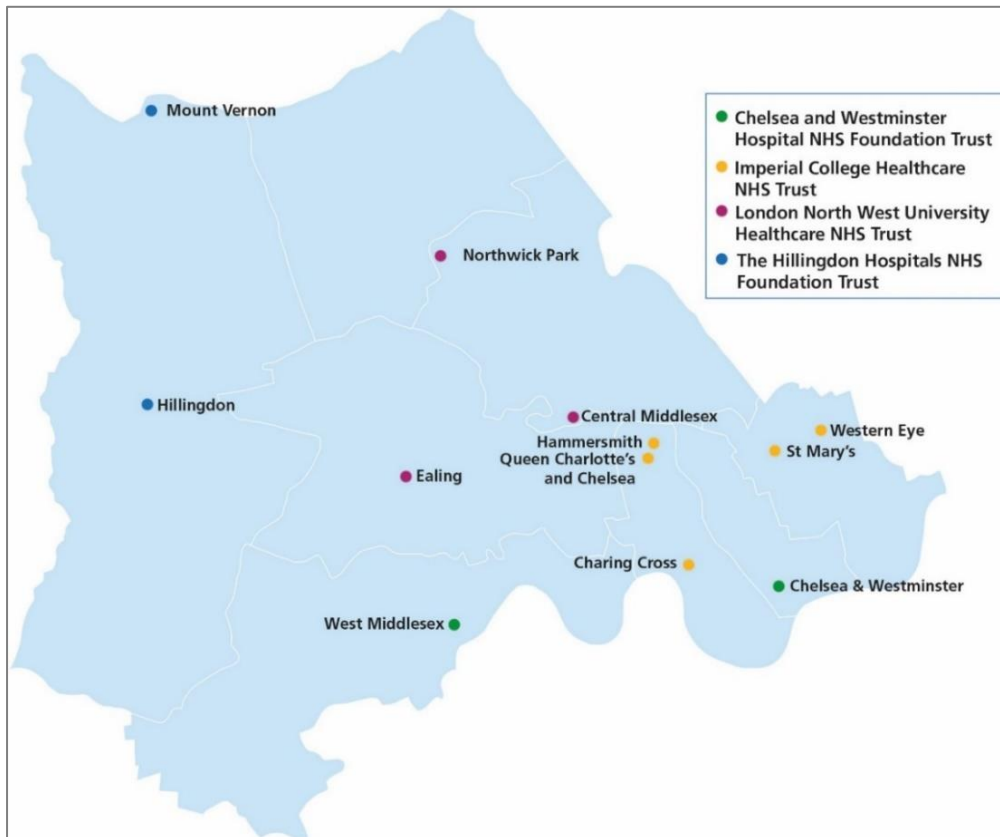 Mount Vernon
Chelsea and Westminster
Hospital NHS Foundation Trust
Imperial College Healthcare
NHS Trust
London North West University
Healthcare NHS Trust
The Hillingdon Hospitals NHS
Foundation Trust
Northwick Park
Hillingdon
Central Middlesex
Western Eye
Hammersmith
St Mary's
Queen Charlotte's
and Chelsea
Ealing
Charing Cross
Chelsea & Westminster
West Middlesex